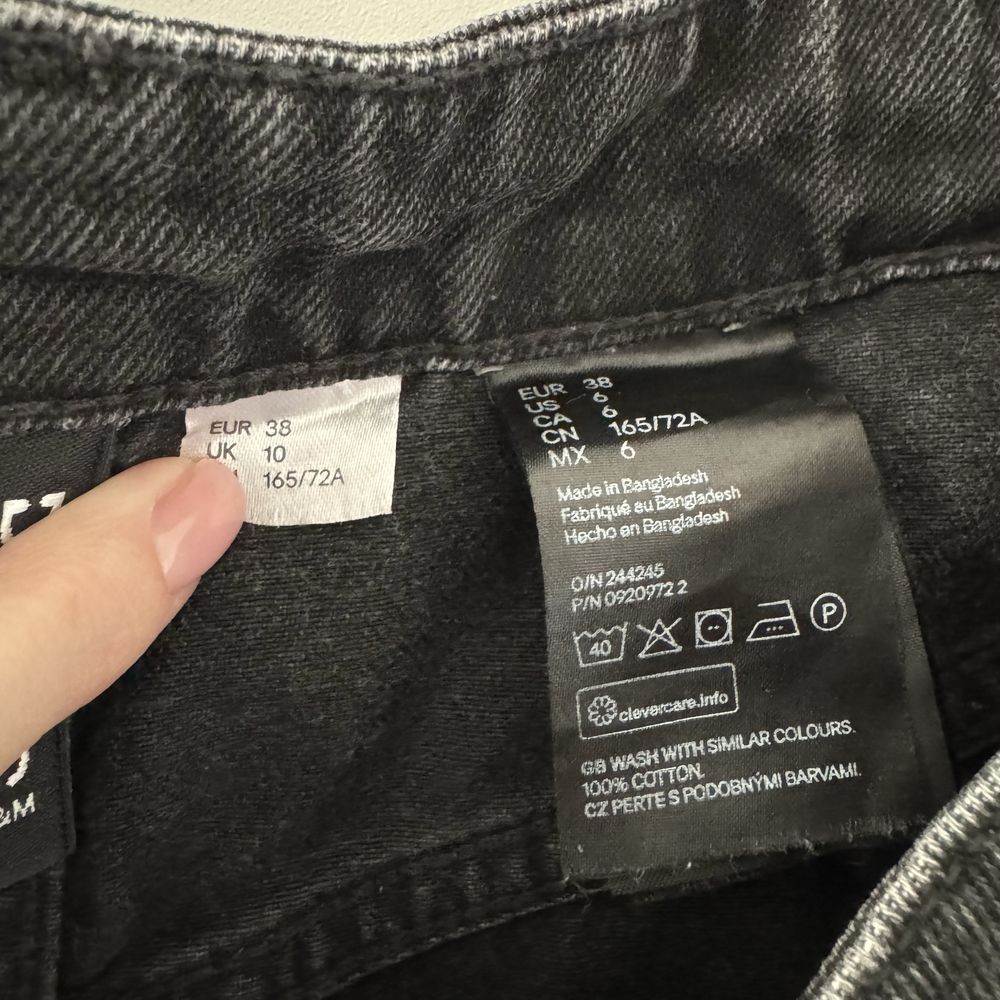 EUR 38
UK 10
165/72A
&M
EUR 38
US 6
CA 6
CN 165/72A
MX 6
Made in Bangladesh
Fabriqué au Bangladesh
Hecho en Bangladesh
O/N 244245
P/N 0920972 2
40
P
clevercare.info
GB WASH WITH SIMILAR COLOURS.
100% COTTON.
CZ PERTE S PODOBNÝMI BARVAMI.